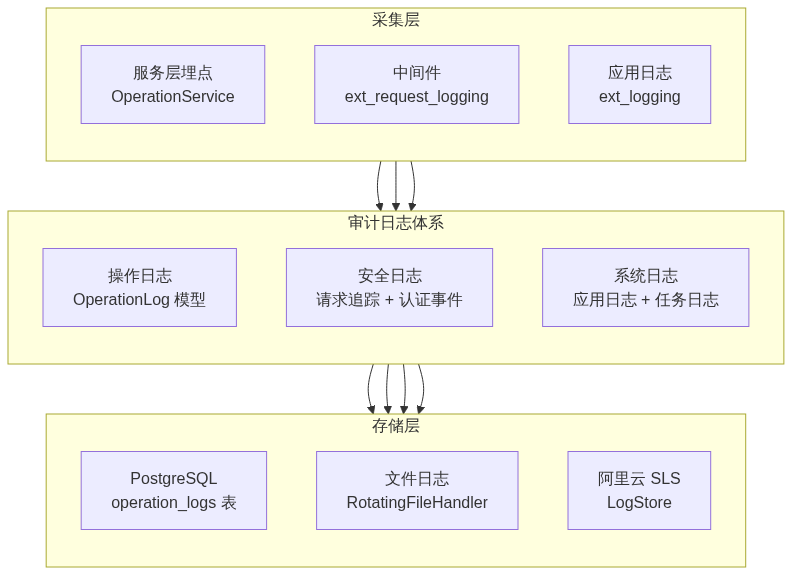 采集层
服务层埋点
OperationService
中间件
ext_request_logging
应用日志
ext_logging
审计日志体系
操作日志
OperationLog 模型
安全日志
请求追踪 + 认证事件
系统日志
应用日志 + 任务日志
存储层
PostgreSQL
operation_logs 表
文件日志
RotatingFileHandler
阿里云 SLS
LogStore